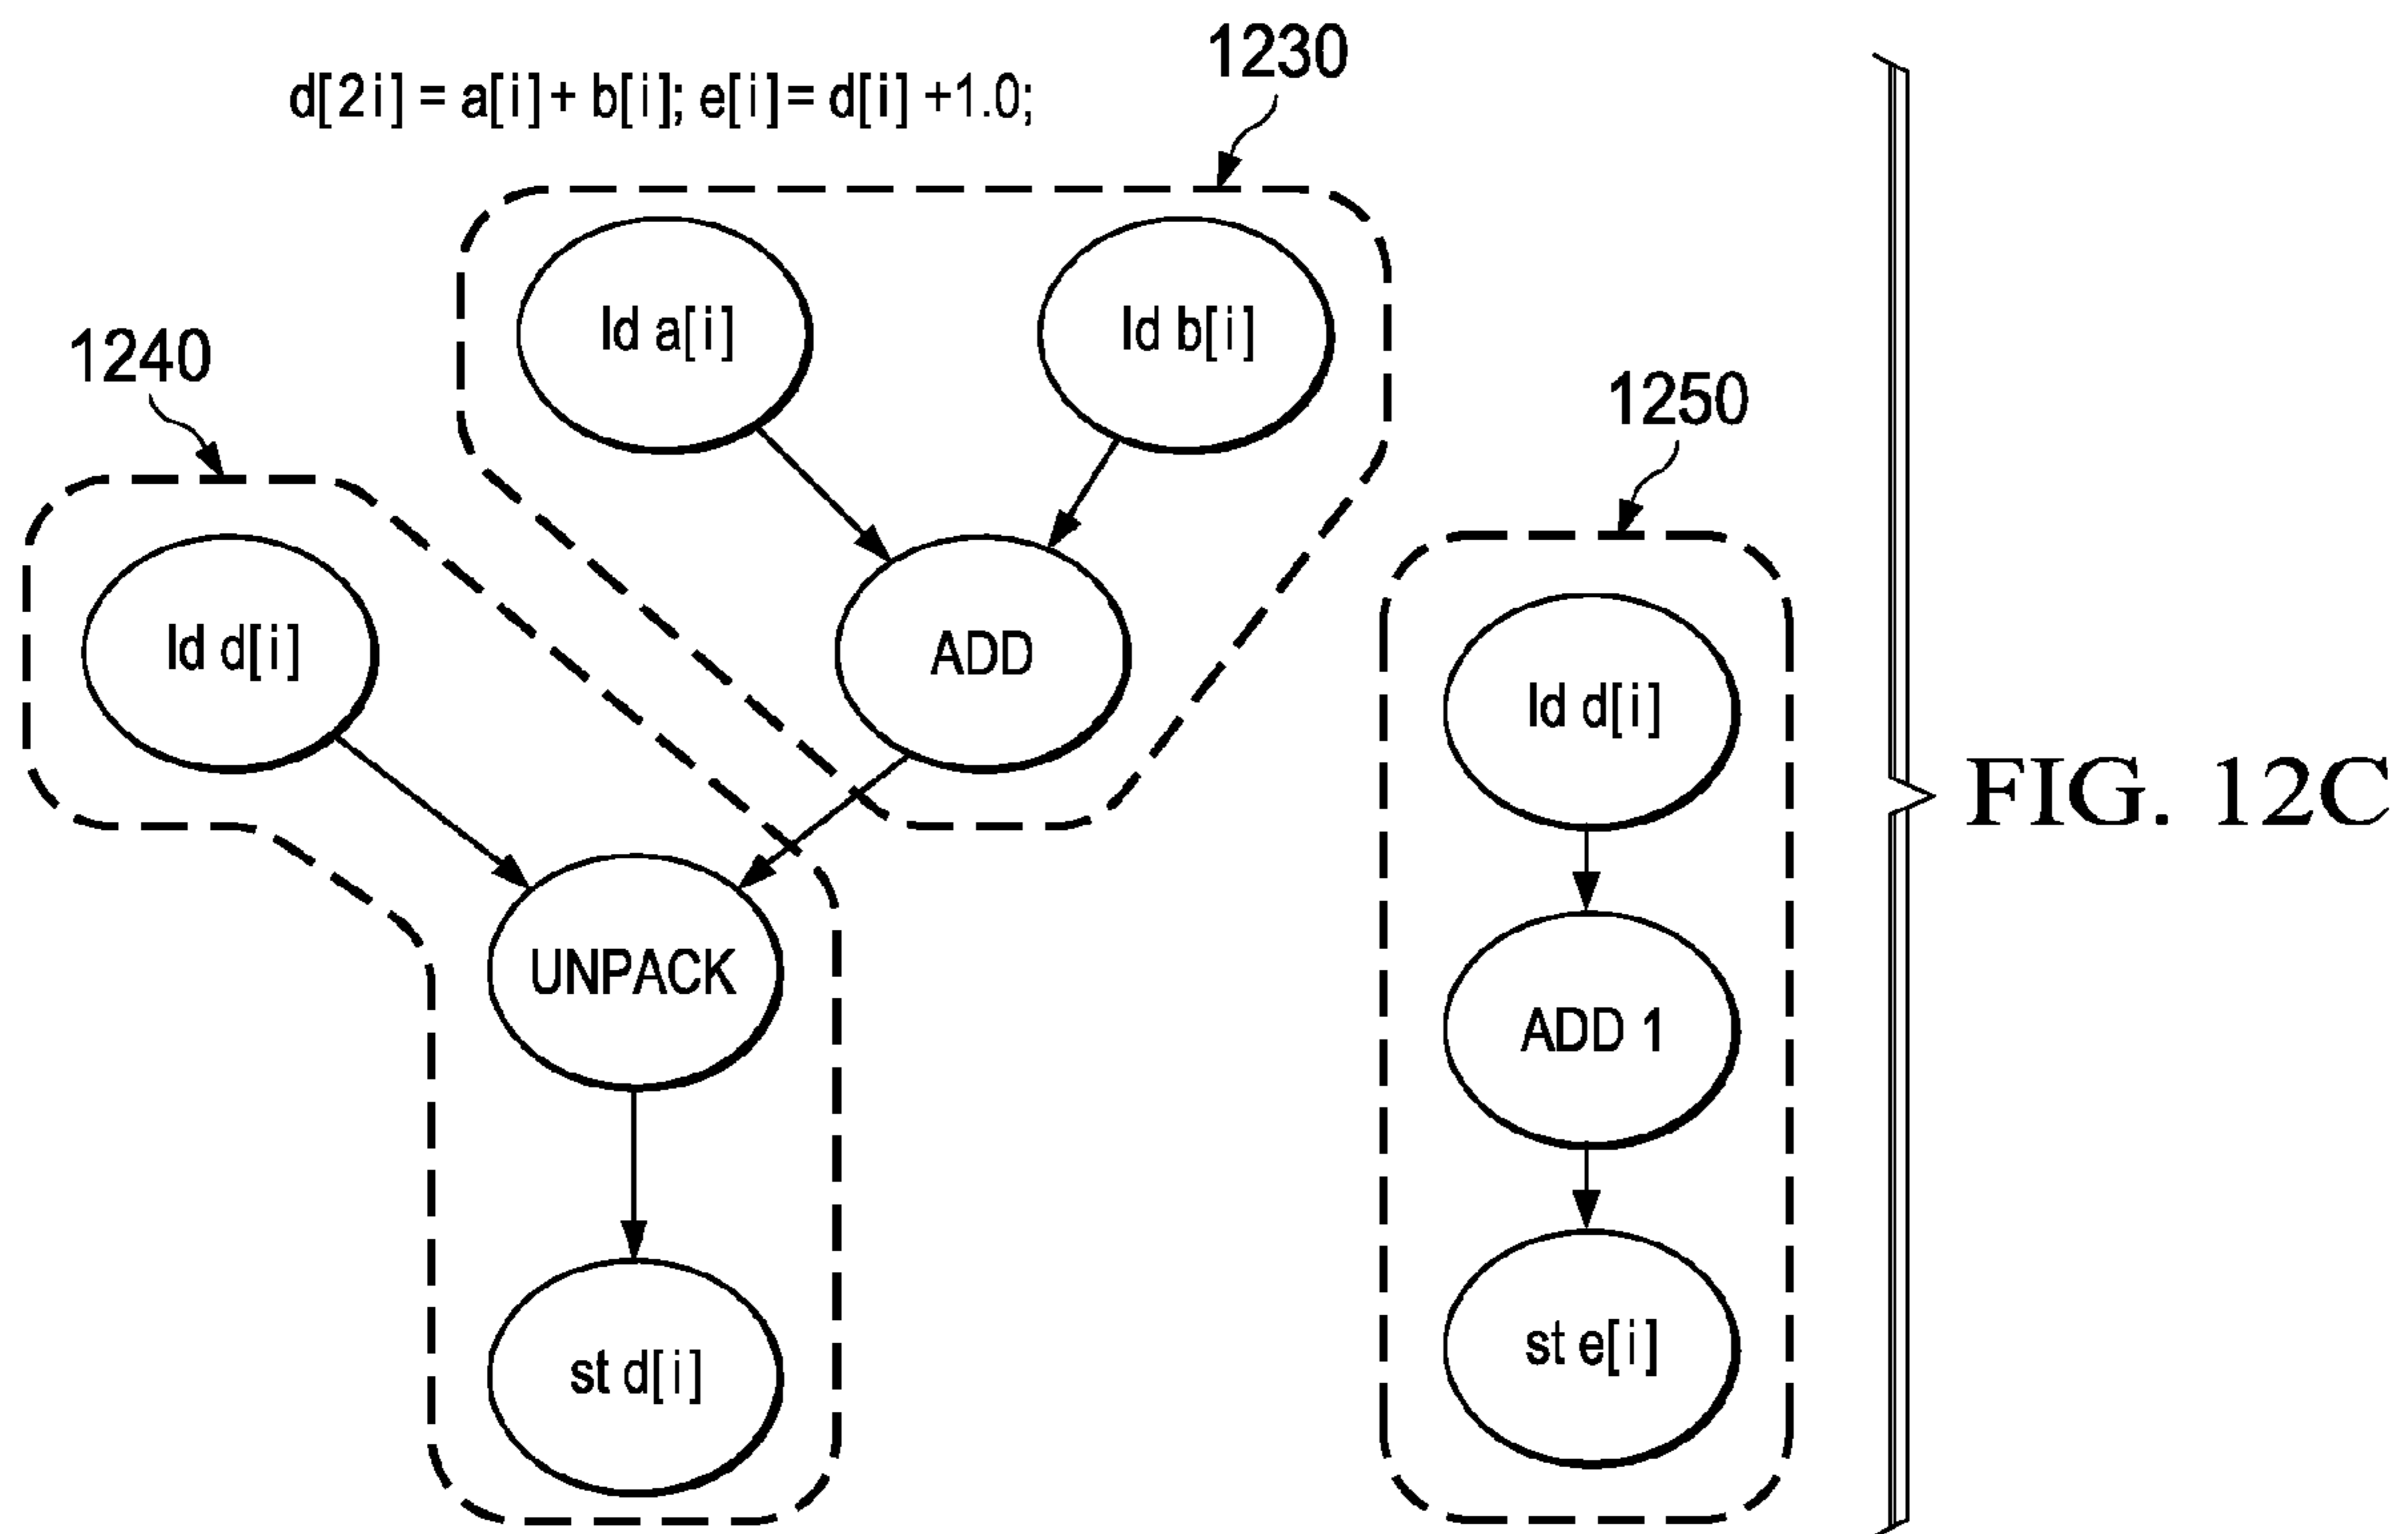 1230
d[2i] = a[i] + b[i]; e[i] = d[i] +1.0;
ld a[i]
ld b[i]
1240
1250
ld d[i]
ADD
ld d[i]
FIG. 12C
UNPACK
ADD 1
st d[i]
st e[i]